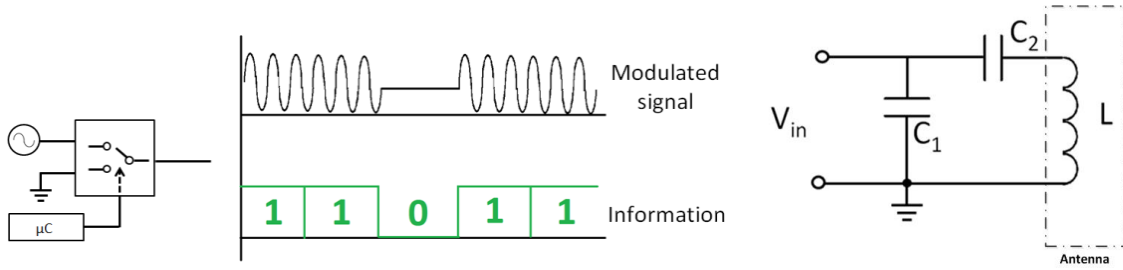 μC
Modulated
signal
1 1 0 1 1
Information
Vin
C1
C2
L
Antenna